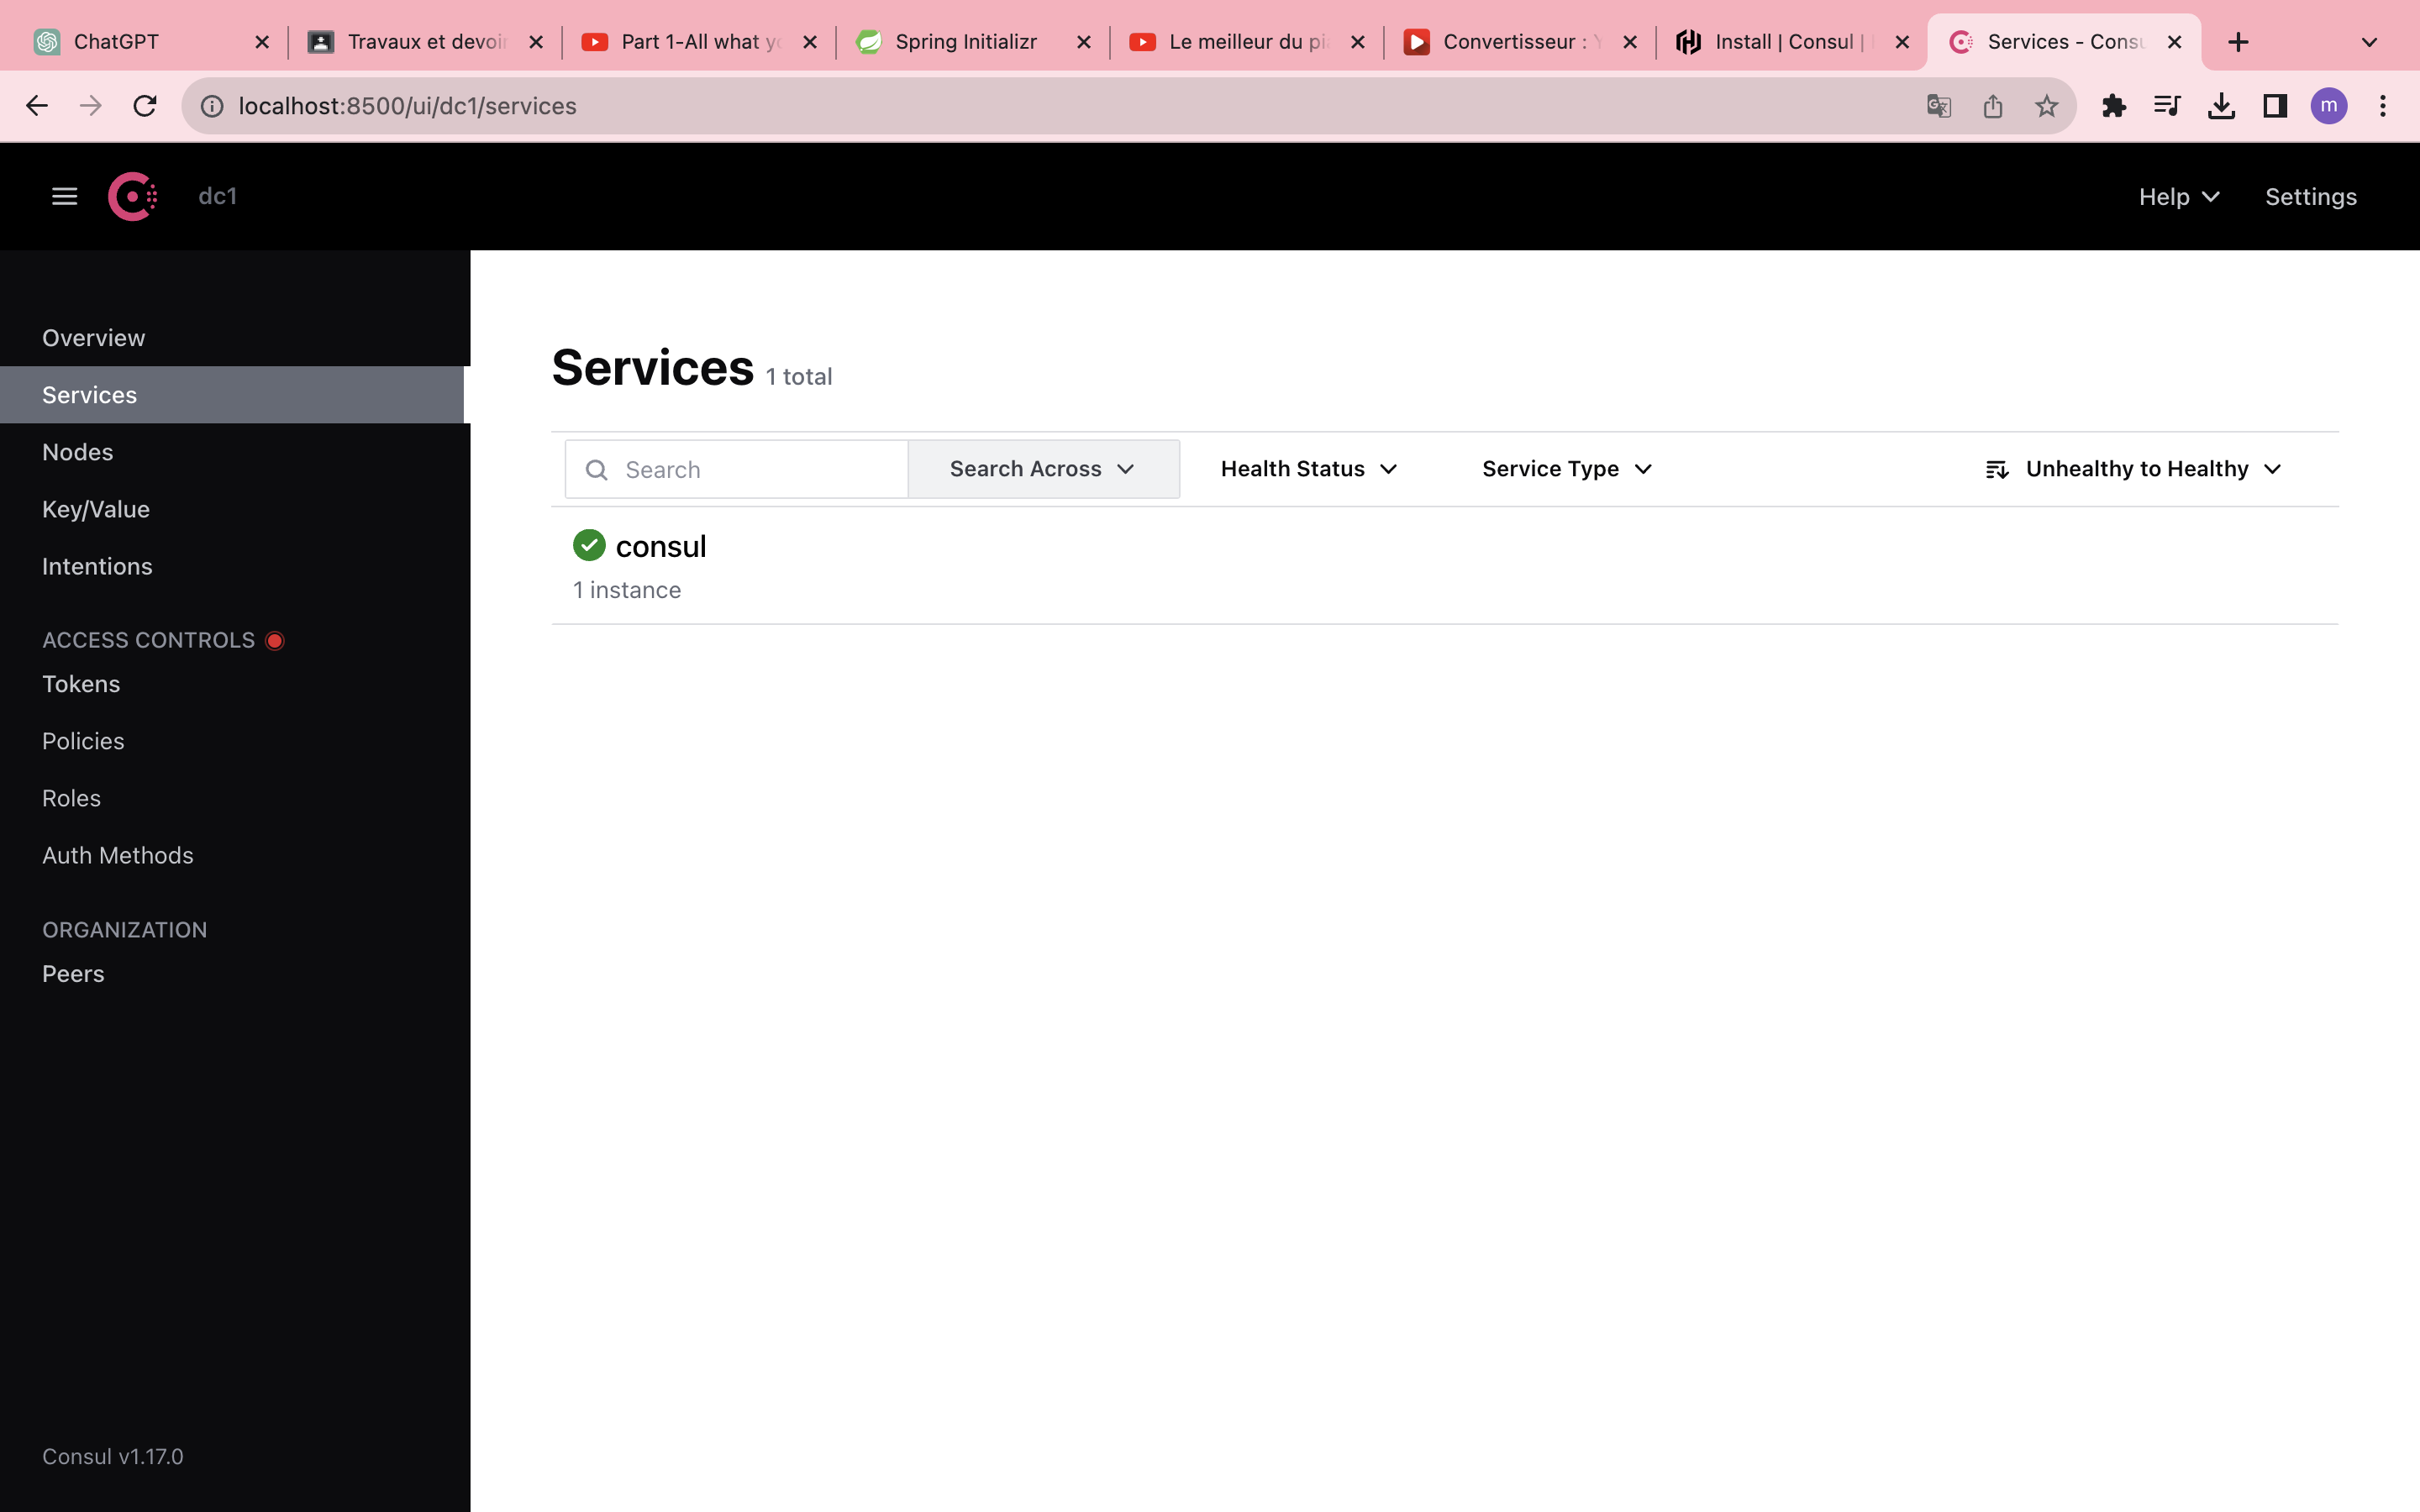 ChatGPT
Travaux et devoir
Part 1-All what yo
Spring Initializr
Le meilleur du pi
Convertisseur : Y
Install | Consul |
Services - Consu
localhost:8500/ui/dc1/services
m
dc1
Help
Settings
Overview
Services
Nodes
Key/Value
Intentions
ACCESS CONTROLS
Tokens
Policies
Roles
Auth Methods
ORGANIZATION
Peers
Consul v1.17.0
Services 1 total
Search
Search Across
Health Status
Service Type
Unhealthy to Healthy
consul
1 instance